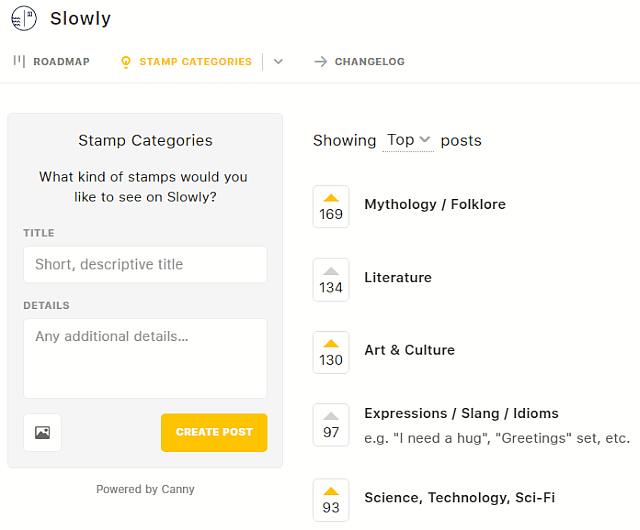 Slowly
ROADMAP
STAMP CATEGORIES
CHANGELOG
Stamp Categories
What kind of stamps would you
like to see on Slowly?
TITLE
Short, descriptive title
DETAILS
Any additional details...
CREATE POST
Powered by Canny
Showing Top posts
169
Mythology / Folklore
134
Literature
130
Art & Culture
97
Expressions / Slang / Idioms
e.g. "I need a hug", "Greetings" set, etc.
93
Science, Technology, Sci-Fi